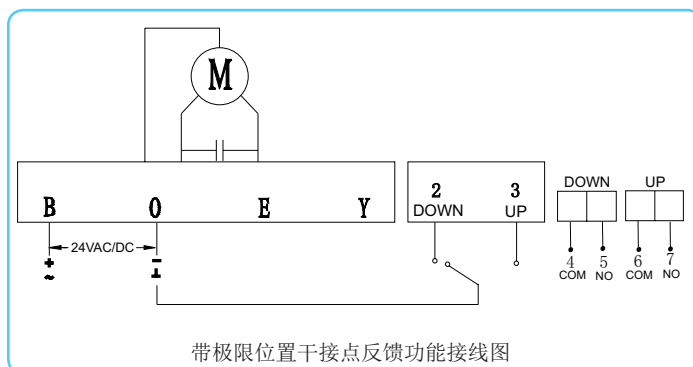 M
B O E Y
2 3
DOWN UP
DOWN UP
24VAC/DC
+ −
~ ⊥
4 5 6 7
COM NO COM NO
带极限位置干接点反馈功能接线图